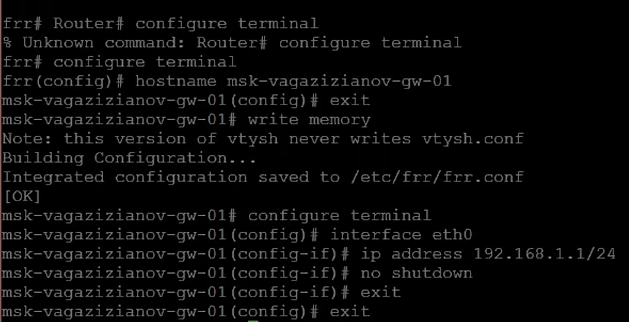 frr# Router# configure terminal
% Unknown command: Router# configure terminal
frr# configure terminal
frr(config)# hostname msk-vagazizianov-gw-01
msk-vagazizianov-gw-01(config)# exit
msk-vagazizianov-gw-01# write memory
Note: this version of vtysh never writes vtysh.conf
Building Configuration...
Integrated configuration saved to /etc/frr/frr.conf
[OK]
msk-vagazizianov-gw-01# configure terminal
msk-vagazizianov-gw-01(config)# interface eth0
msk-vagazizianov-gw-01(config-if)# ip address 192.168.1.1/24
msk-vagazizianov-gw-01(config-if)# no shutdown
msk-vagazizianov-gw-01(config-if)# exit
msk-vagazizianov-gw-01(config)# exit